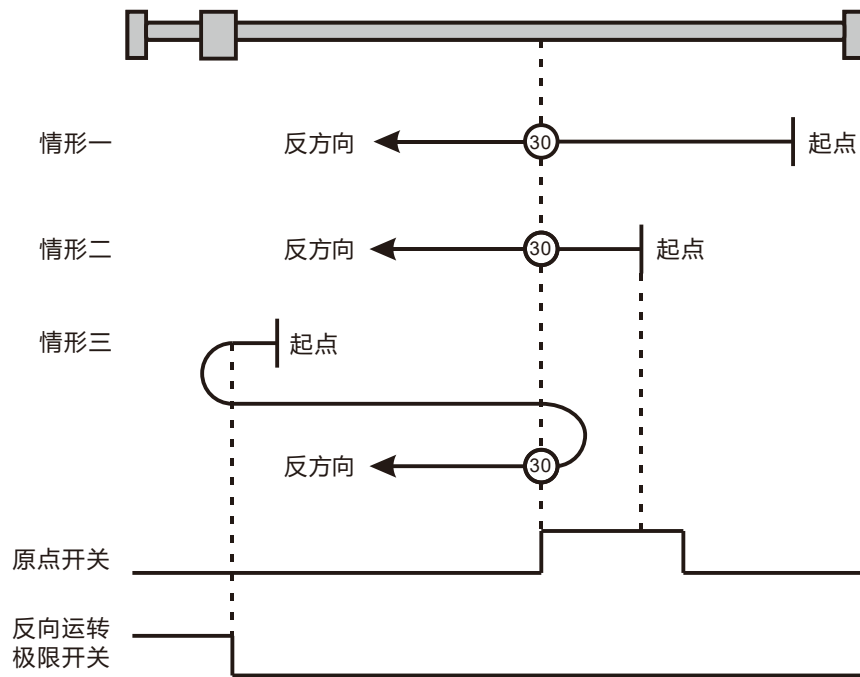 情形一
反方向
30
起点
情形二
反方向
30
起点
情形三
起点
反方向
30
原点开关
反向运转
极限开关